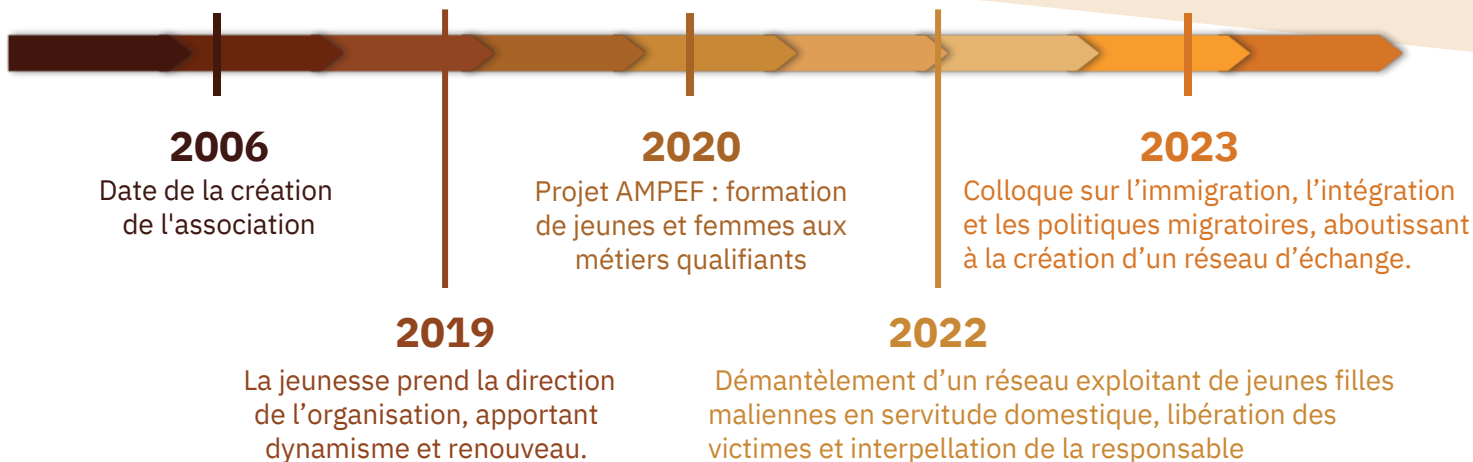 2006
Date de la création
de l'association
2019
La jeunesse prend la direction
de l’organisation, apportant
dynamisme et renouveau.
2020
Projet AMPEF : formation
de jeunes et femmes aux
métiers qualifiants
2022
Démantèlement d’un réseau exploitant de jeunes filles
maliennes en servitude domestique, libération des
victimes et interpellation de la responsable
2023
Colloque sur l’immigration, l’intégration
et les politiques migratoires, aboutissant
à la création d’un réseau d’échange.